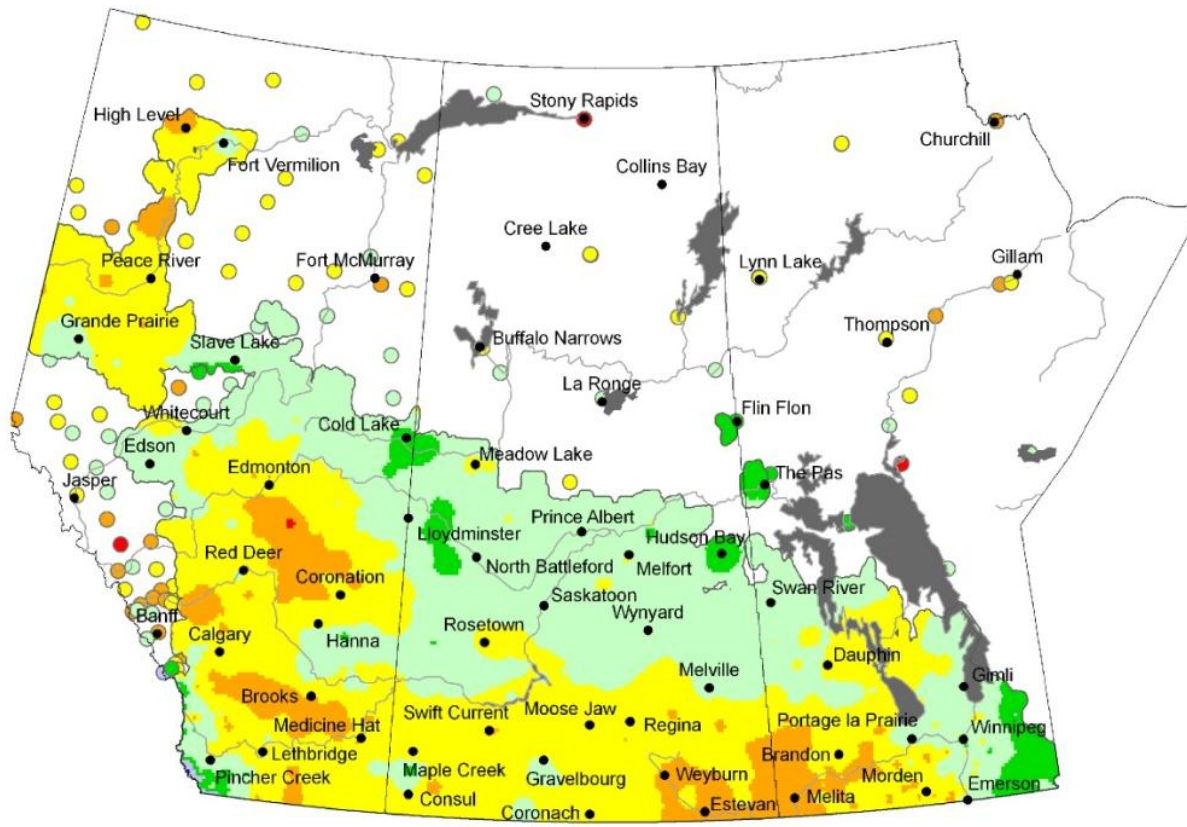 Stony Rapids
High Level
Churchill
Fort Vermilion
Collins Bay
Cree Lake
Peace River
Fort McMurray
Lynn Lake
Gillam
Grande Prairie
Thompson
Slave Lake
Buffalo Narrows
La Ronge
Whitecourt
Flin Flon
Cold Lake
Edson
Meadow Lake
Edmonton
Jasper
The Pas
Lloydminster
Prince Albert
Hudson Bay
Red Deer
North Battleford
Melfort
Coronation
Saskatoon
Swan River
Banff
Wynyard
Calgary
Hanna
Rosetown
Dauphin
Melville
Gimli
Brooks
Medicine Hat
Swift Current
Moose Jaw
Regina
Portage la Prairie
Winnipeg
Lethbridge
Brandon
Pincher Creek
Maple Creek
Gravelbourg
Weyburn
Morden
Consul
Emerson
Coronach
Estevan
Melita